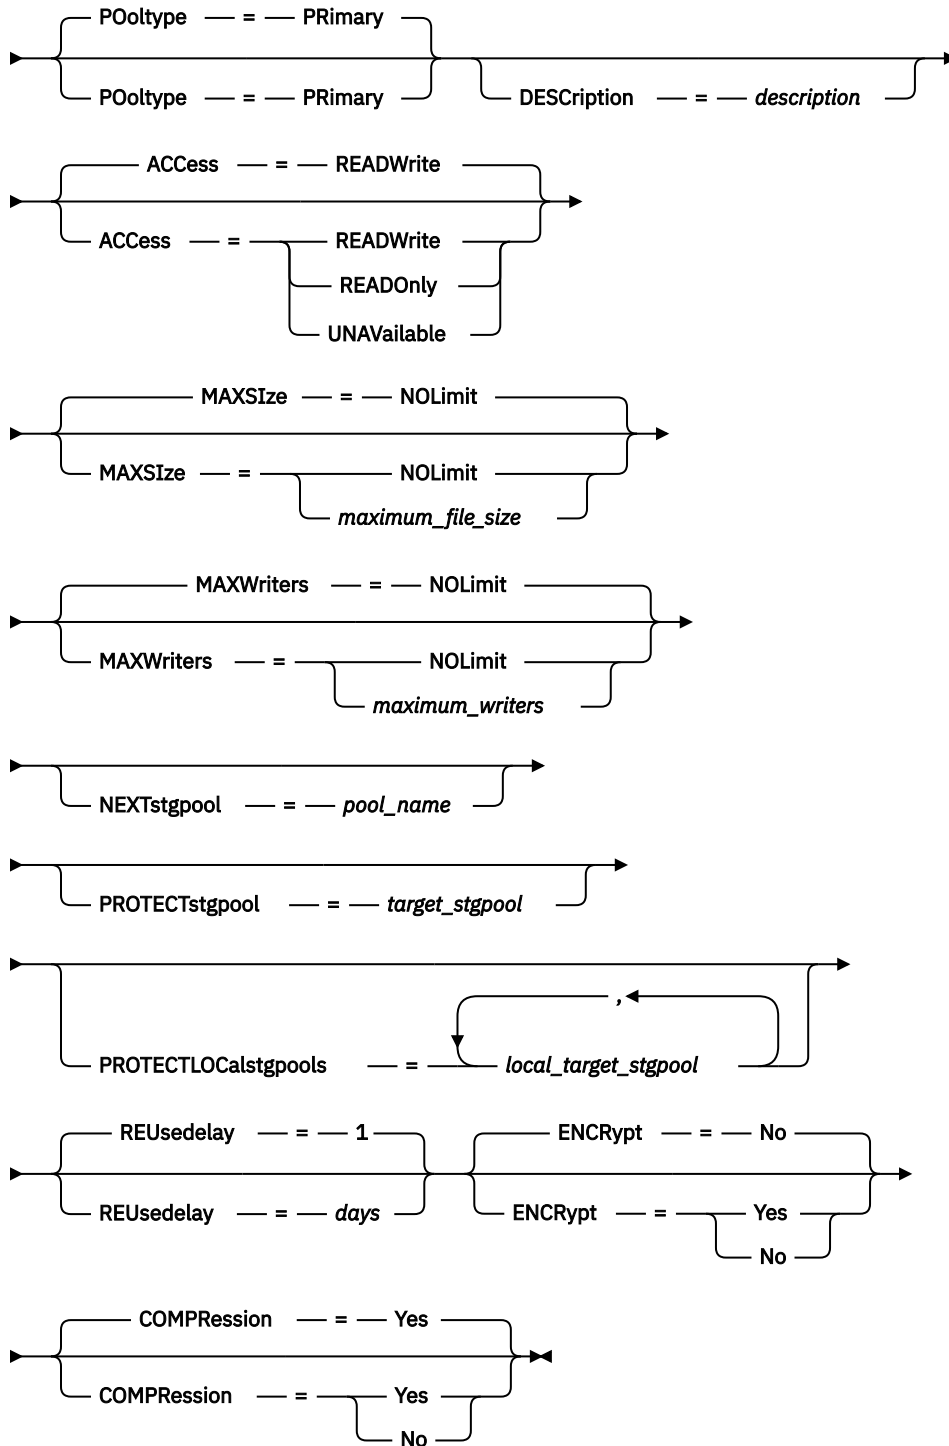 POoltype = PRimary
POoltype = PRimary DESCription = description
ACCess = READWrite
ACCess = READWrite
READOnly
UNAVailable
MAXSIze = NOLimit
MAXSIze = NOLimit
maximum_file_size
MAXWriters = NOLimit
MAXWriters = NOLimit
maximum_writers
NEXTstgpool = pool_name
PROTECTstgpool = target_stgpool
,
PROTECTLOCalstgpools = local_target_stgpool
REUsedelay = 1 ENCRypt = No
REUsedelay = days ENCRypt = Yes
No
COMPRession = Yes
COMPRession = Yes
No